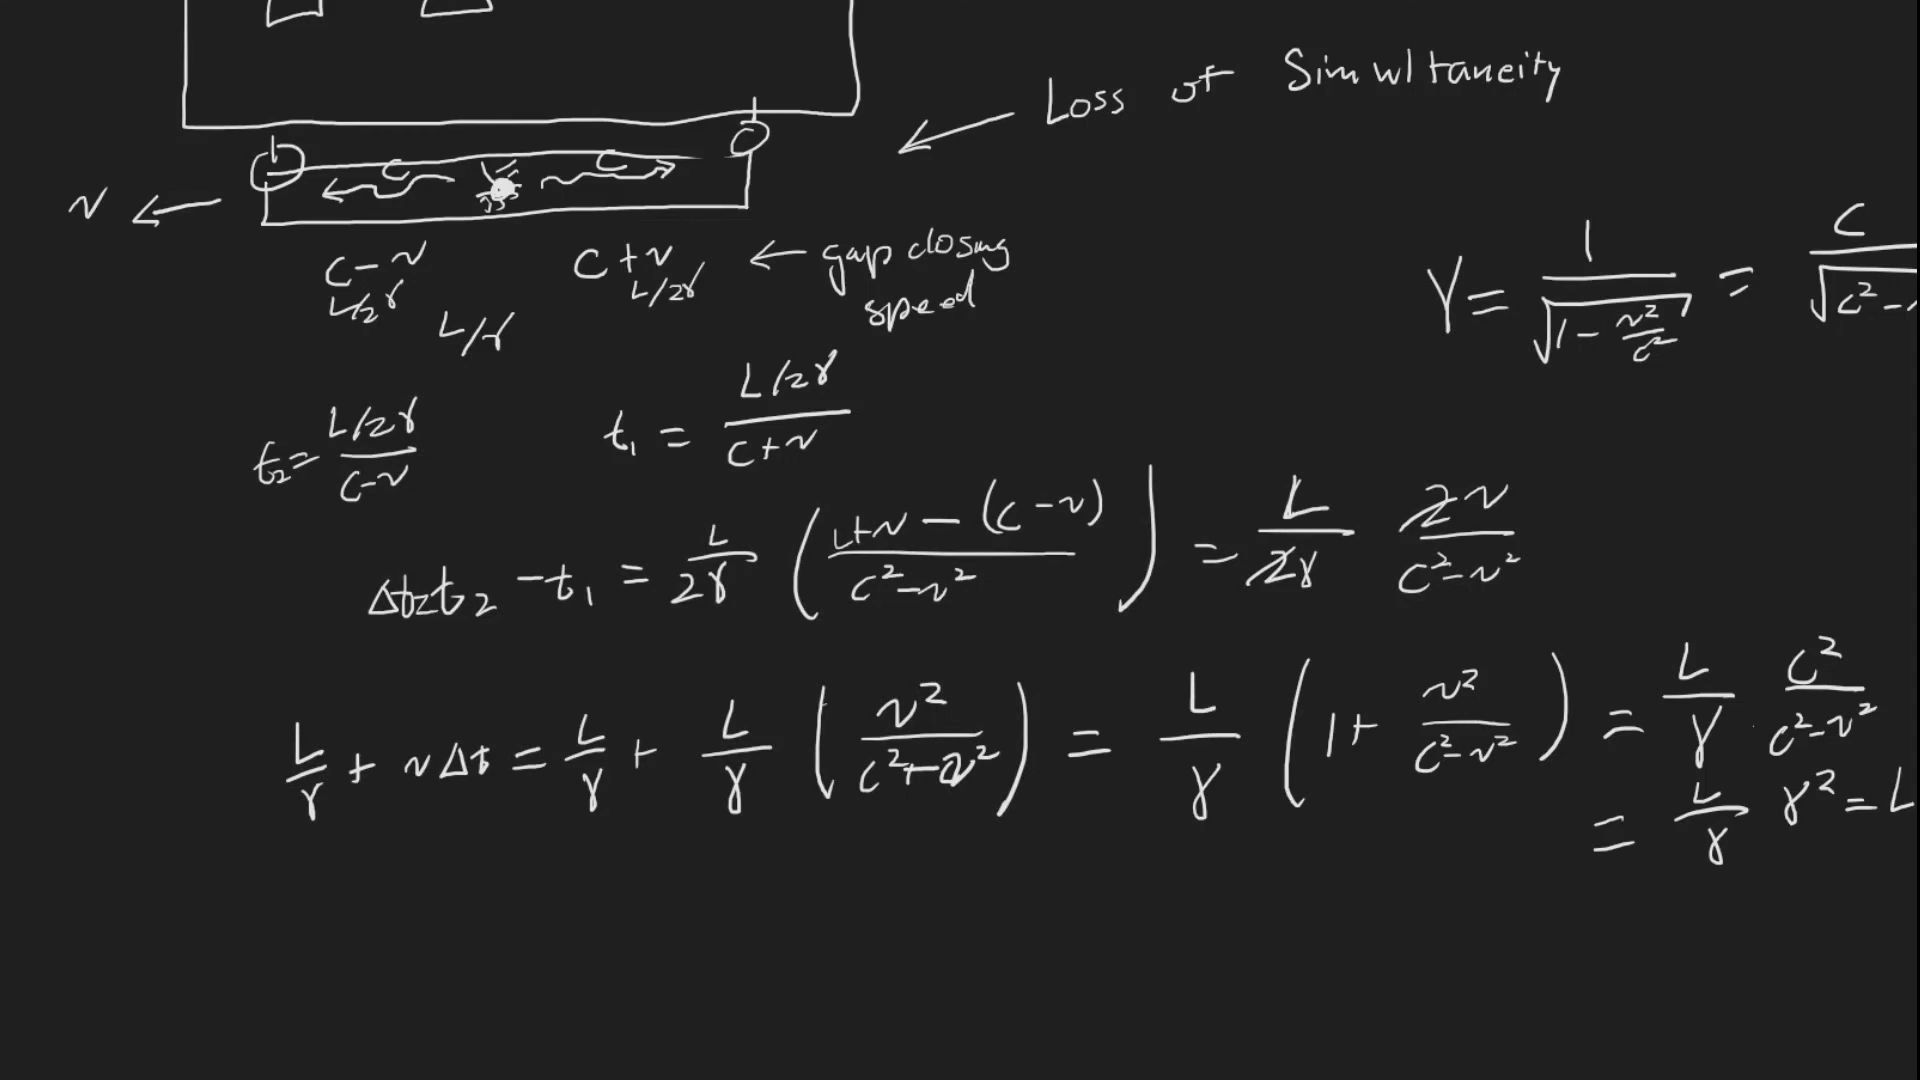 Loss of Simultaneity
v ← C C
C-v C+v ← gap closing speed
L/2γ L/γ L/2γ
γ = 1/√(1 - v²/c²) = C/√(c² -
t₂ = (L/2γ)/(C-v) t₁ = (L/2γ)/(C+v)
Δt = t₂ - t₁ = L/2γ ((c+v - (c-v))/(c²-v²)) = L/2γ 2v/(c²-v²)
L/γ + vΔt = L/γ + L/γ (v²/(c²+v²)) = L/γ (1 + v²/(c²-v²)) = L/γ · c²/(c²-v²)
= L/γ γ² = L